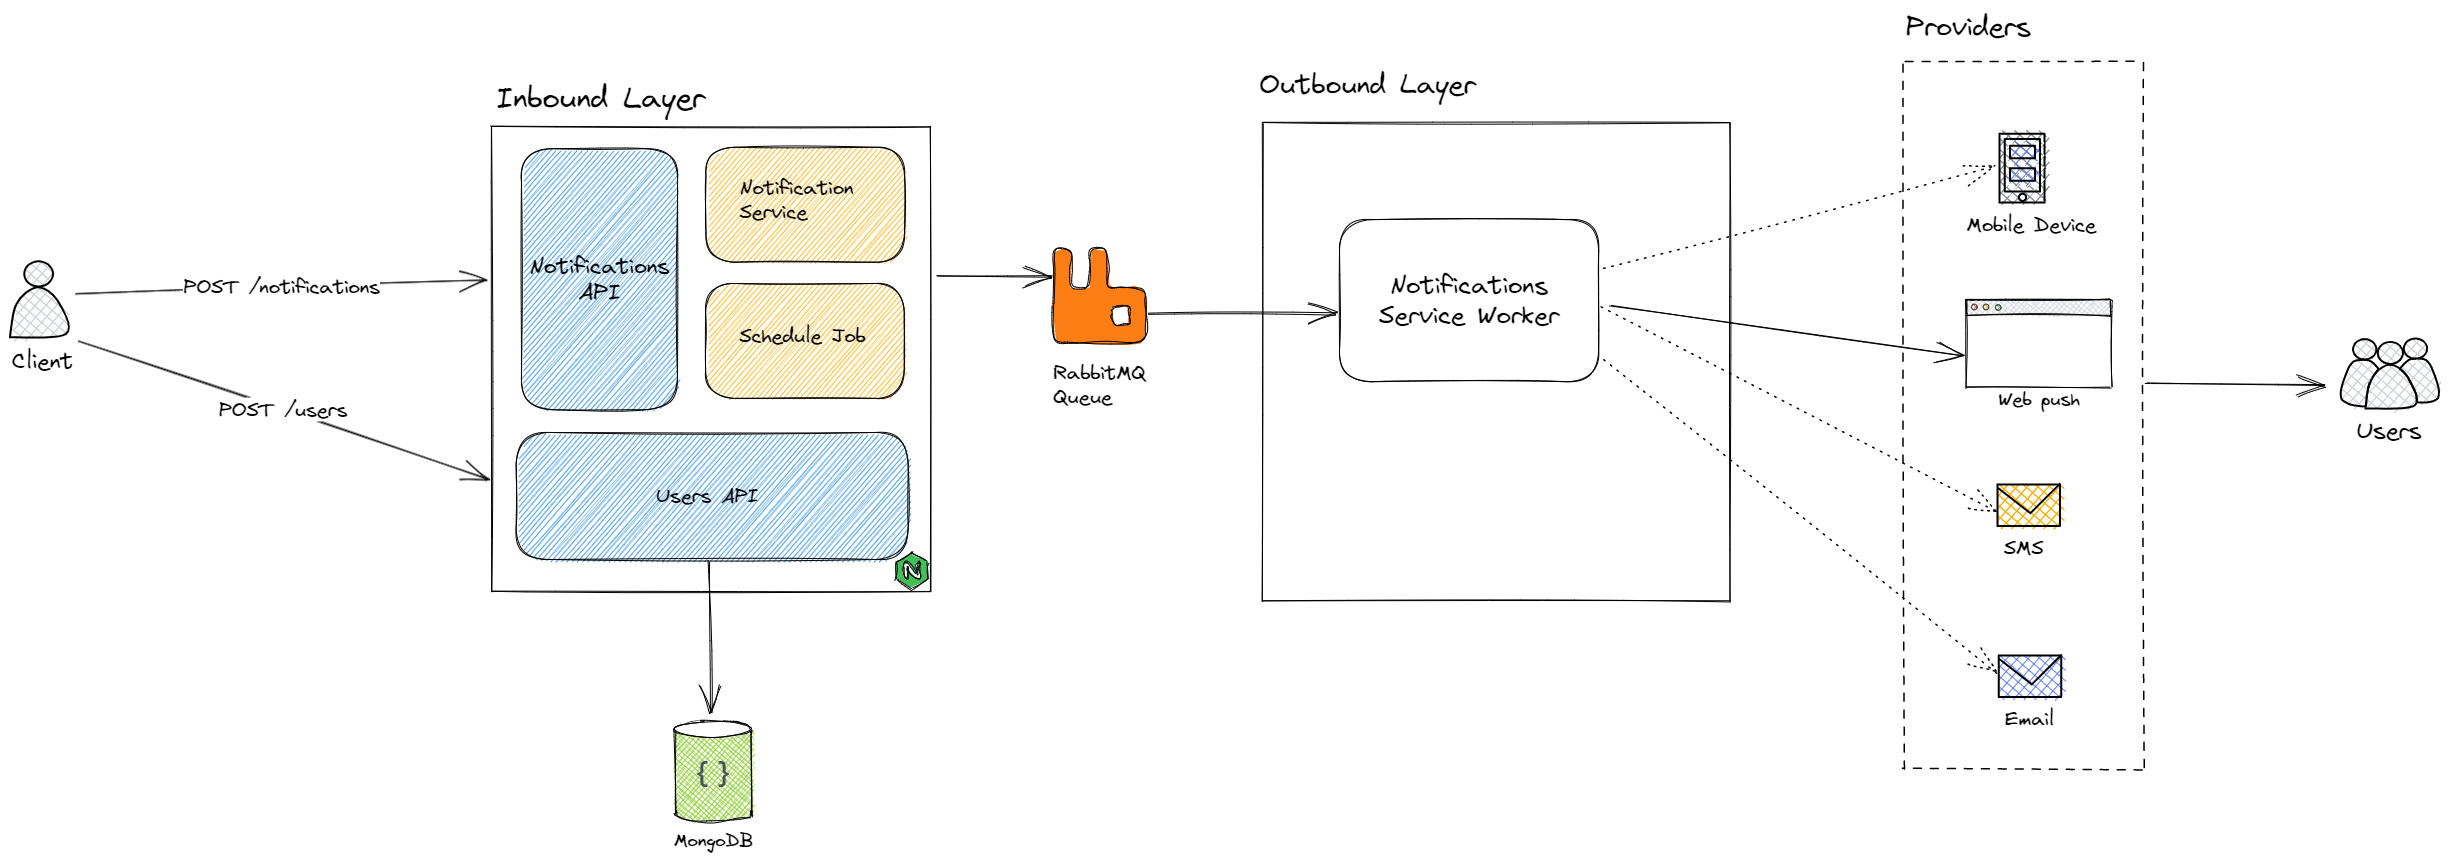 Providers
Outbound Layer
Inbound Layer
Notification
Service
Notifications
API
Schedule Job
Users API
POST /notifications
POST /users
Client
RabbitMQ
Queue
Notifications
Service Worker
Mobile Device
Web push
SMS
Email
Users
N
{ }
MongoDB